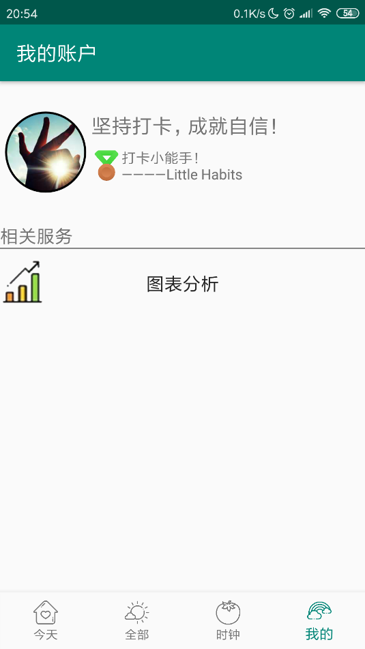 20:54
0.1K/s
54
我的账户
坚持打卡，成就自信！
打卡小能手！
————Little Habits
相关服务
图表分析
今天
全部
时钟
我的